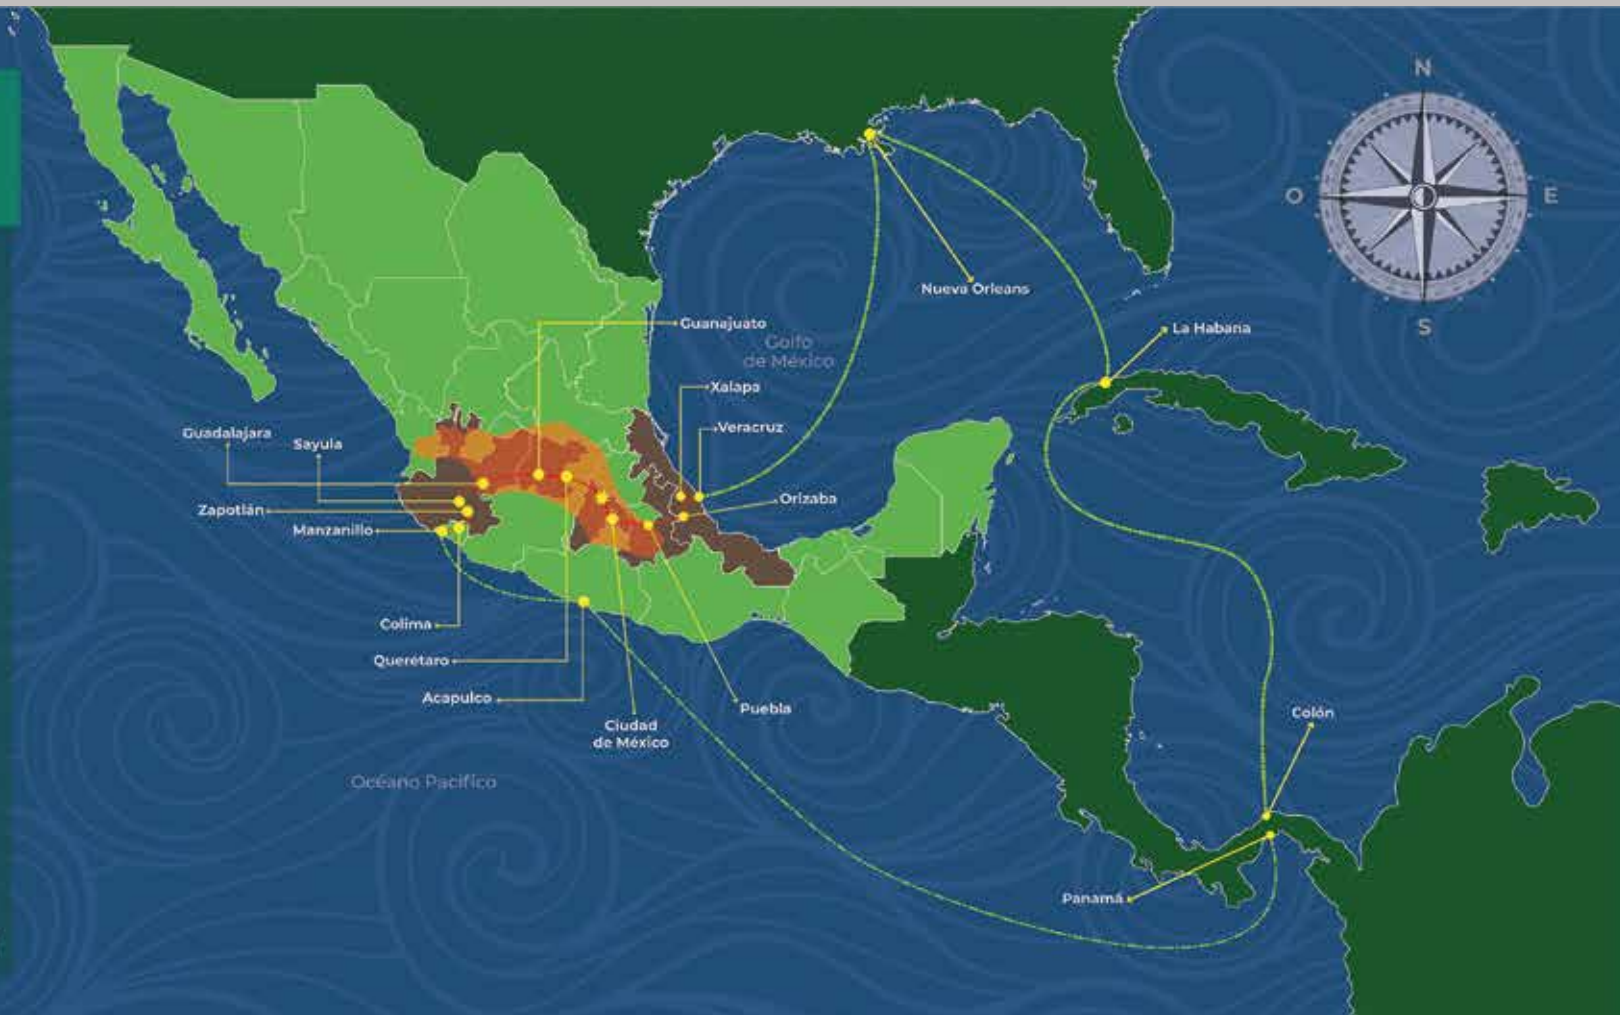 N
O
E
S
Nueva Orleans
La Habana
Guanajuato
Golfo
de México
Xalapa
Veracruz
Guadalajara
Sayula
Orizaba
Zapotlán
Manzanillo
Colima
Querétaro
Acapulco
Puebla
Ciudad
de México
Colón
Océano Pacífico
Panamá